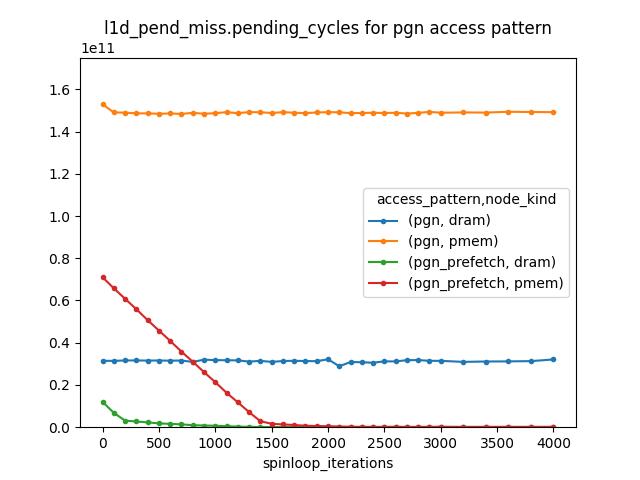 l1d_pend_miss.pending_cycles for pgn access pattern
1e11
1.6
1.4
1.2
1.0
0.8
0.6
0.4
0.2
0.0
access_pattern,node_kind
(pgn, dram)
(pgn, pmem)
(pgn_prefetch, dram)
(pgn_prefetch, pmem)
0 500 1000 1500 2000 2500 3000 3500 4000
spinloop_iterations